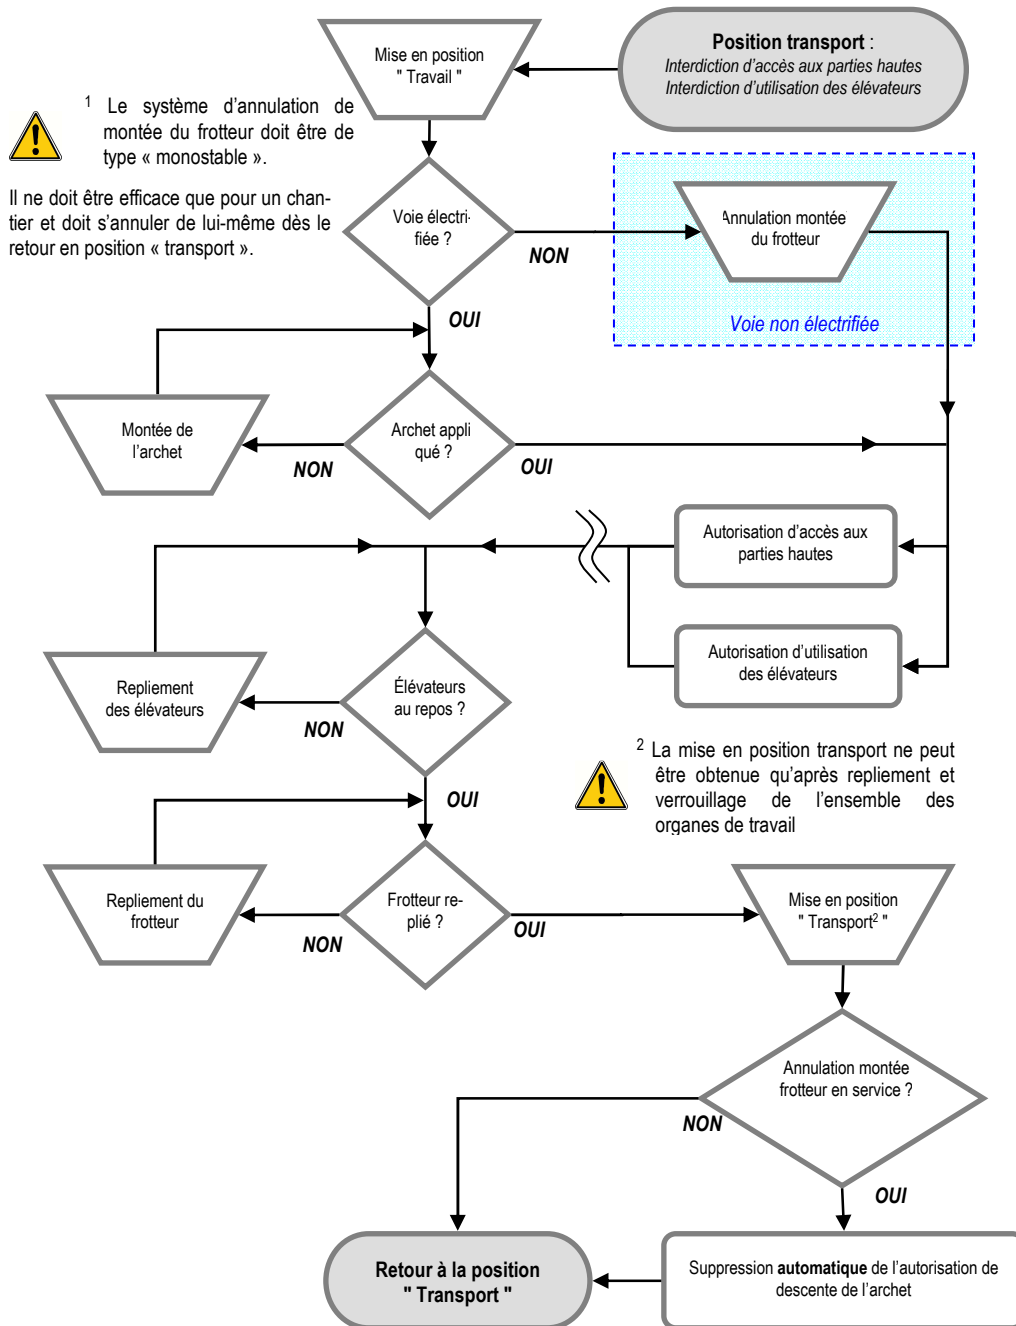 Position transport :
Interdiction d'accès aux parties hautes
Interdiction d'utilisation des élévateurs
Mise en position
" Travail "
1 Le système d'annulation de
montée du frotteur doit être de
type « monostable ».
Il ne doit être efficace que pour un chan-
tier et doit s'annuler de lui-même dès le
retour en position « transport ».
Voie électri-
fiée ?
NON
Annulation montée
du frotteur
Voie non électrifiée
OUI
Archet appli
qué ?
NON
Montée de
l'archet
OUI
Autorisation d'accès aux
parties hautes
Autorisation d'utilisation
des élévateurs
Élévateurs
au repos ?
NON
Repliement
des élévateurs
OUI
2 La mise en position transport ne peut
être obtenue qu'après repliement et
verrouillage de l'ensemble des
organes de travail
Frotteur re-
plié ?
NON
Repliement du
frotteur
OUI
Mise en position
" Transport2 "
Annulation montée
frotteur en service ?
NON
OUI
Suppression automatique de l'autorisation de
descente de l'archet
Retour à la position
" Transport "